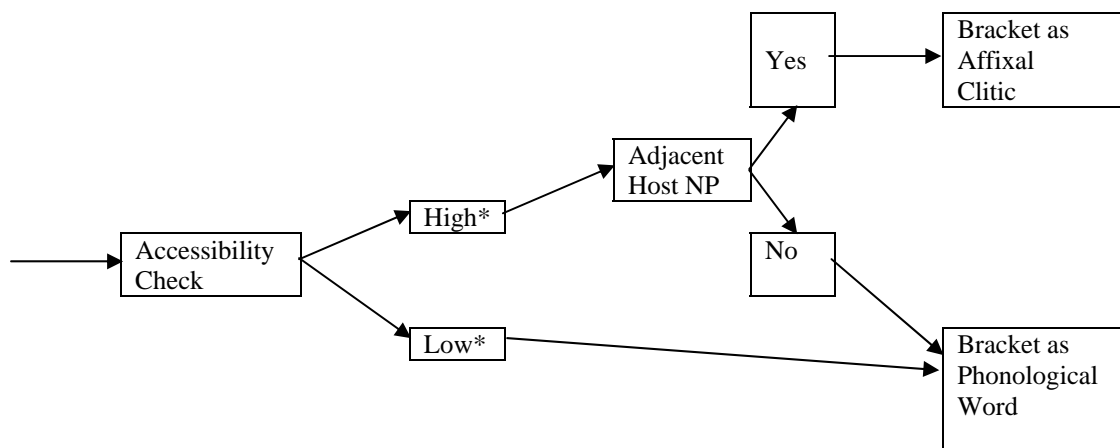 Yes
Bracket as
Affixal
Clitic
Adjacent
Host NP
High*
Accessibility
Check
No
Low*
Bracket as
Phonological
Word